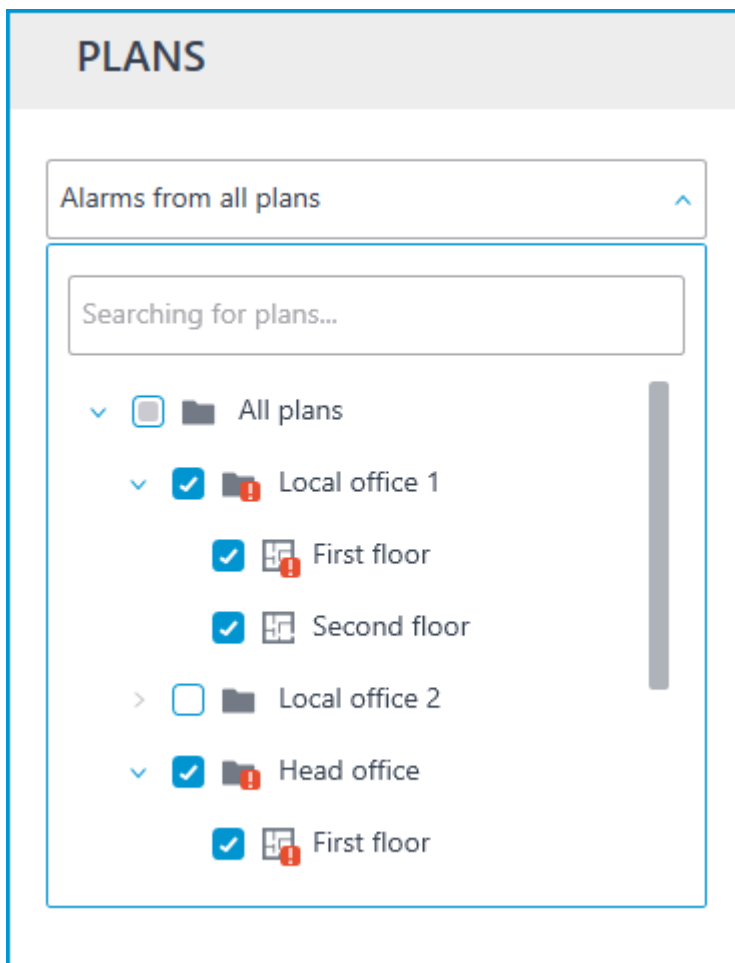 PLANS
Alarms from all plans
Searching for plans...
All plans
Local office 1
First floor
Second floor
Local office 2
Head office
First floor